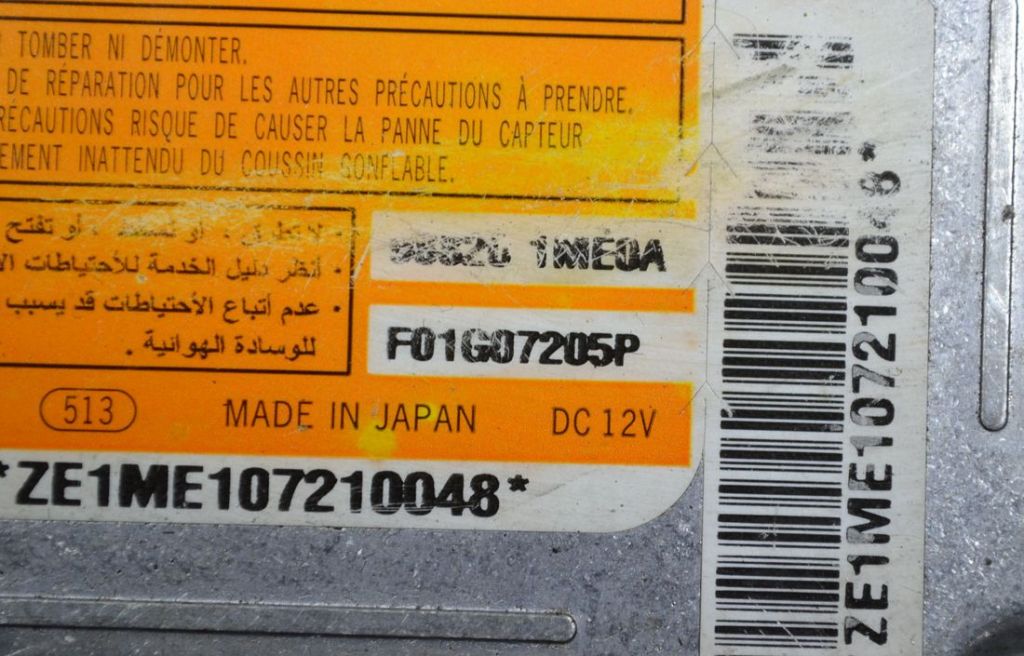 TOMBER NI DÉMONTER.
DE RÉPARATION POUR LES AUTRES PRÉCAUTIONS À PRENDRE.
RÉCAUTIONS RISQUE DE CAUSER LA PANNE DU CAPTEUR
EMENT INATTENDU DU COUSSIN GONFLABLE.
أو تفتح
• أنظر دليل الخدمة للأحتياطات
• عدم أتباع الأحتياطات قد يسبب
للوسادة الهوائية .
1ME0A
F01G07205P
513 MADE IN JAPAN DC 12V
*ZE1ME107210048*
ZE1ME107210048*